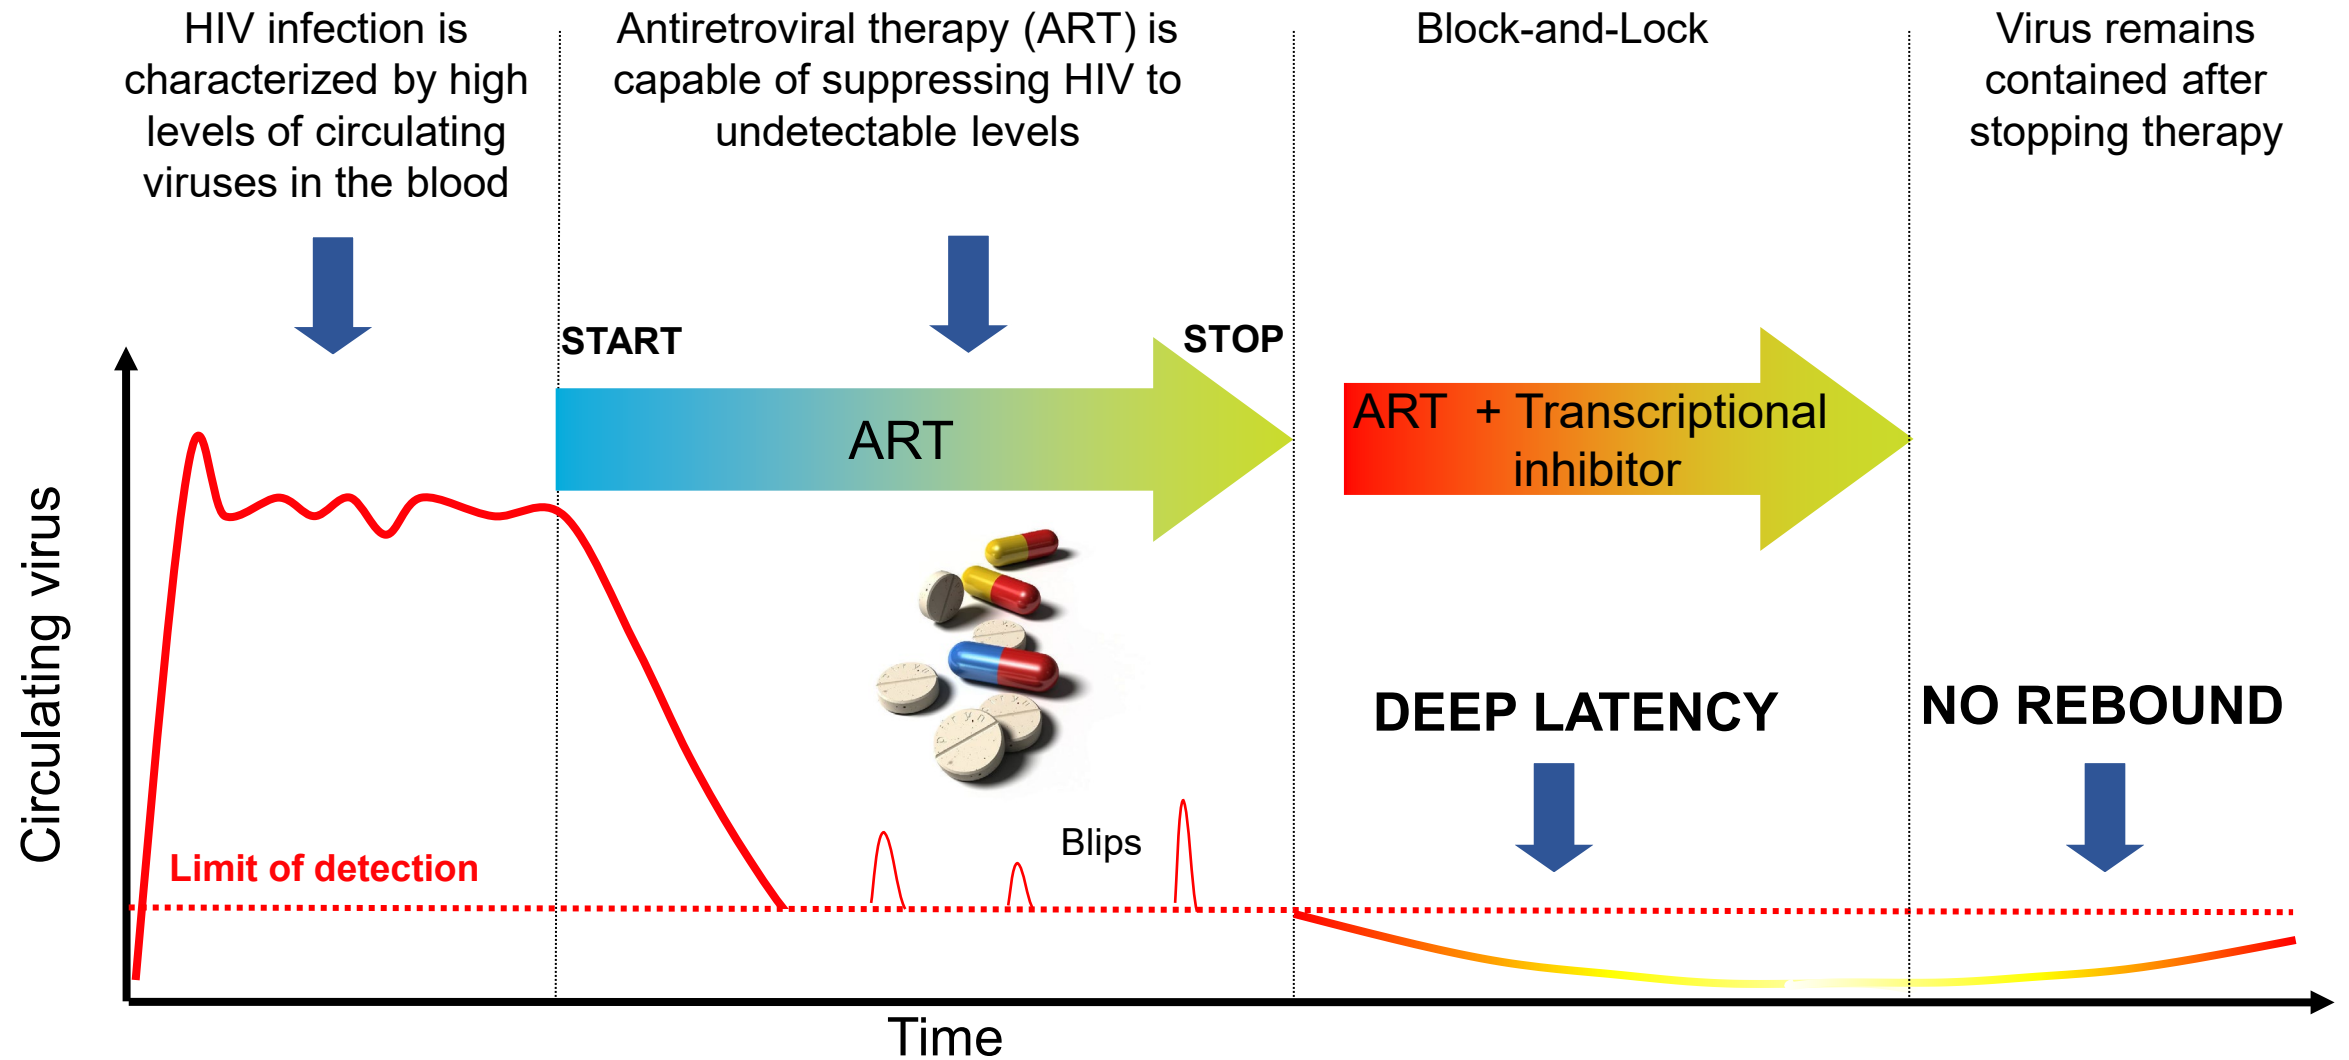 HIV infection is
characterized by high
levels of circulating
viruses in the blood
Antiretroviral therapy (ART) is
capable of suppressing HIV to
undetectable levels
Block-and-Lock
Virus remains
contained after
stopping therapy
START
STOP
ART
ART + Transcriptional
inhibitor
Circulating virus
DEEP LATENCY
NO REBOUND
Blips
Limit of detection
Time